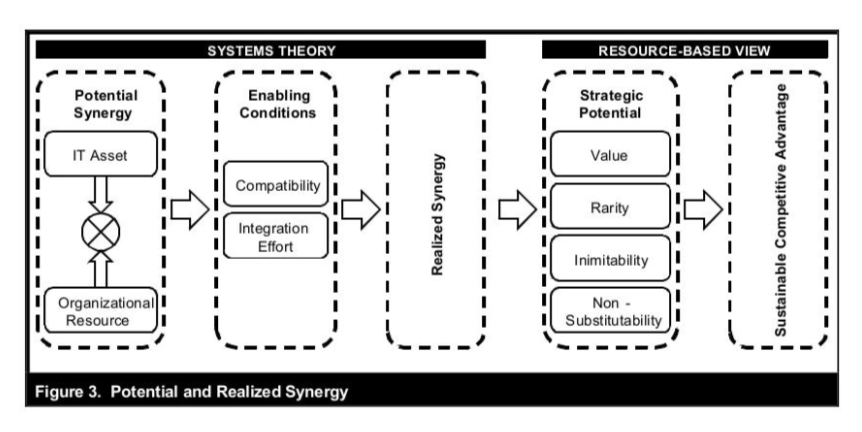 SYSTEMS THEORY
RESOURCE-BASED VIEW
Potential
Synergy
IT Asset
Organizational
Resource
Enabling
Conditions
Compatibility
Integration
Effort
Realized Synergy
Strategic
Potential
Value
Rarity
Inimitability
Non -
Substitutability
Sustainable Competitive Advantage
Figure 3. Potential and Realized Synergy